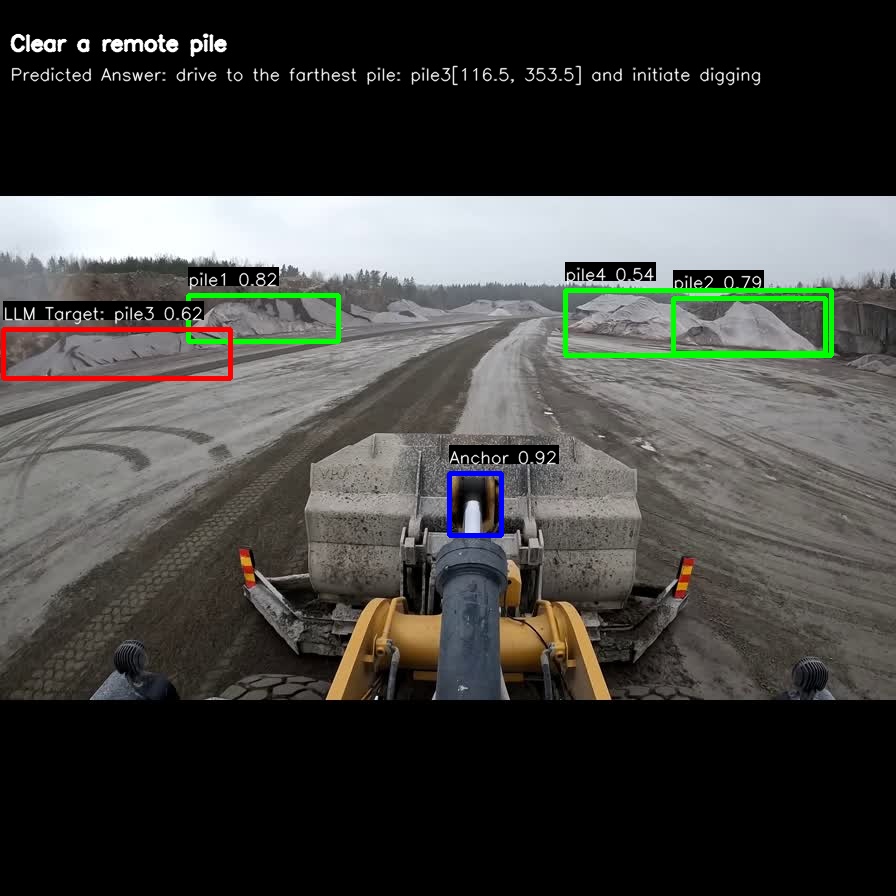 Clear a remote pile
Predicted Answer: drive to the farthest pile: pile3[116.5, 353.5] and initiate digging
pile4 0.54
pile1 0.82
pile2 0.79
LLM Target: pile3 0.62
Anchor 0.92